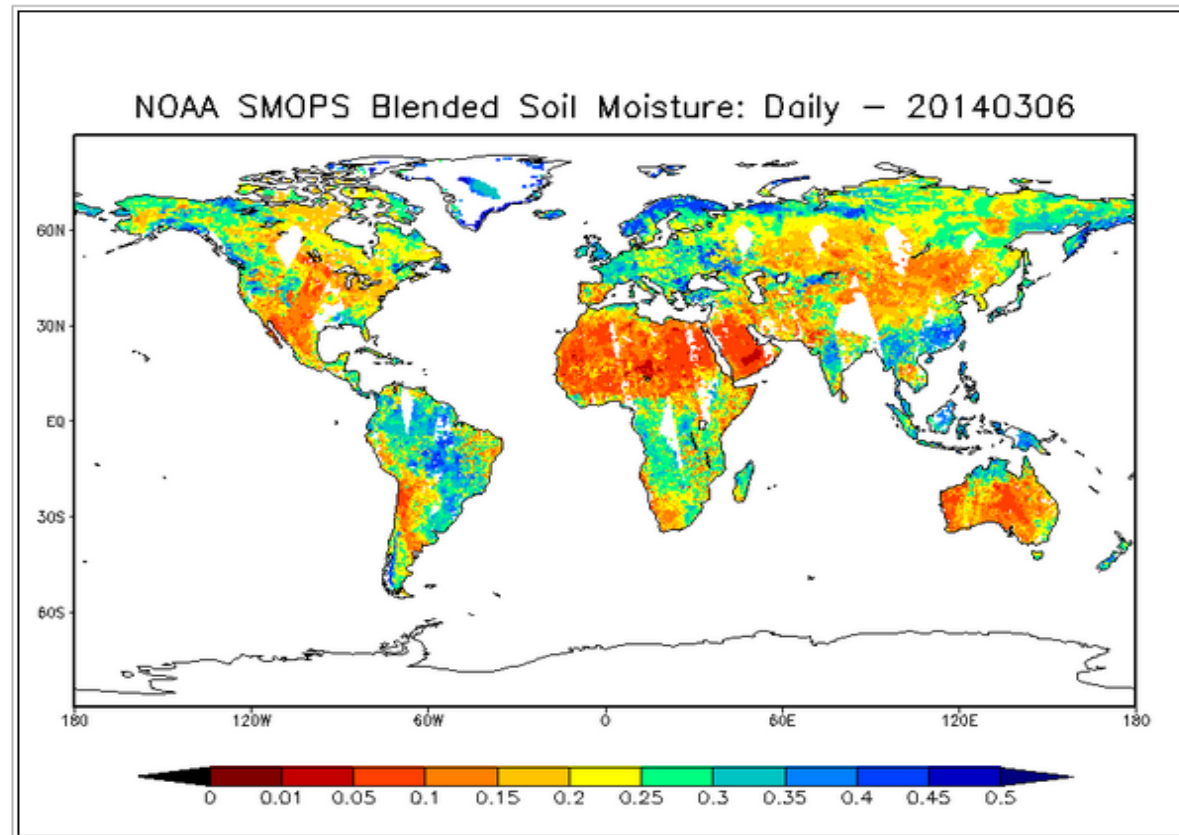 NOAA SMOPS Blended Soil Moisture: Daily – 20140306
60N
30N
EQ
30S
60S
180 120W 60W 0 60E 120E 180
0 0.01 0.05 0.1 0.15 0.2 0.25 0.3 0.35 0.4 0.45 0.5